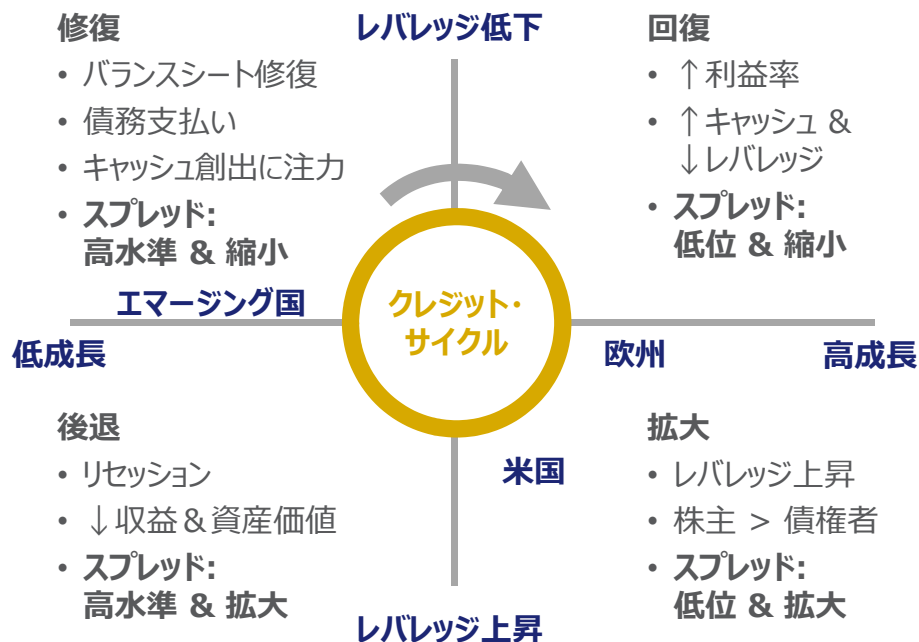 修復
• バランスシート修復
• 債務支払い
• キャッシュ創出に注力
• スプレッド:
高水準 & 縮小
レバレッジ低下
回復
• ↑利益率
• ↑キャッシュ &
↓レバレッジ
• スプレッド:
低位 & 縮小
エマージング国
クレジット・
サイクル
低成長
欧州
高成長
後退
• リセッション
• ↓収益&資産価値
• スプレッド:
高水準 & 拡大
米国
レバレッジ上昇
拡大
• レバレッジ上昇
• 株主 > 債権者
• スプレッド:
低位 & 拡大